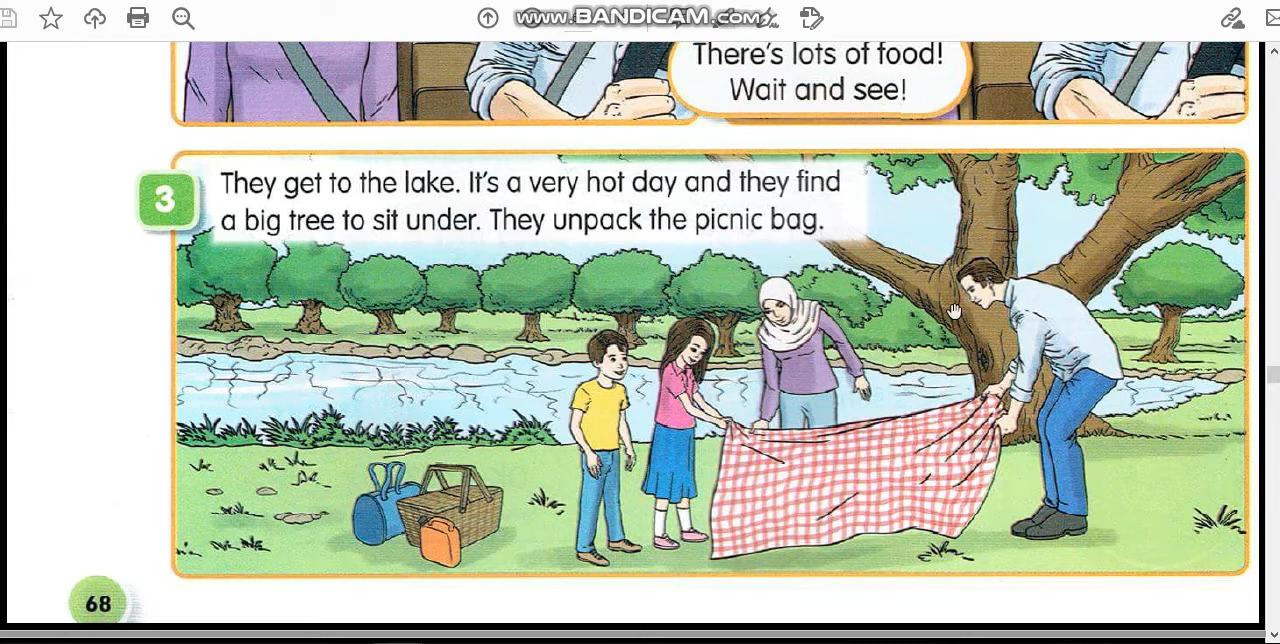 www.BANDICAM.com
There's lots of food!
Wait and see!
3
They get to the lake. It's a very hot day and they find
a big tree to sit under. They unpack the picnic bag.
68